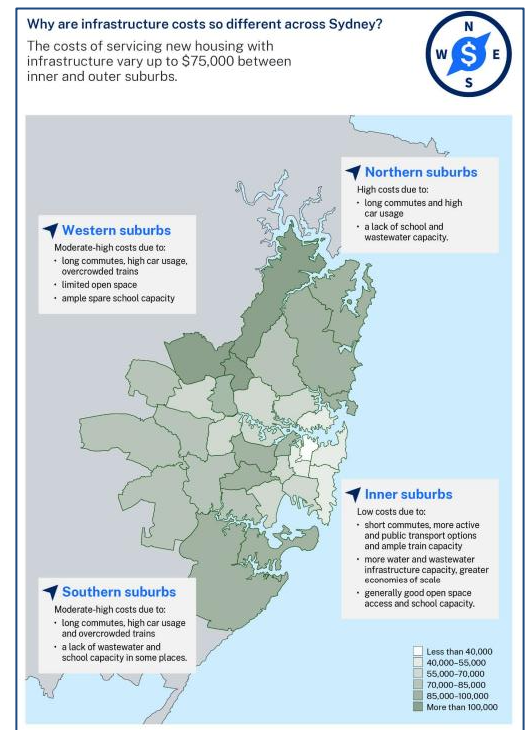 Why are infrastructure costs so different across Sydney?
The costs of servicing new housing with
infrastructure vary up to $75,000 between
inner and outer suburbs.
N
W $ E
S
Northern suburbs
High costs due to:
• long commutes and high
car usage
• a lack of school and
wastewater capacity.
Western suburbs
Moderate-high costs due to:
• long commutes, high car usage,
overcrowded trains
• limited open space
• ample spare school capacity
Inner suburbs
Low costs due to:
• short commutes, more active
and public transport options
and ample train capacity
• more water and wastewater
infrastructure capacity, greater
economies of scale
• generally good open space
access and school capacity.
Southern suburbs
Moderate-high costs due to:
• long commutes, high car usage
and overcrowded trains
• a lack of wastewater and
school capacity in some places.
Less than 40,000
40,000–55,000
55,000–70,000
70,000–85,000
85,000–100,000
More than 100,000